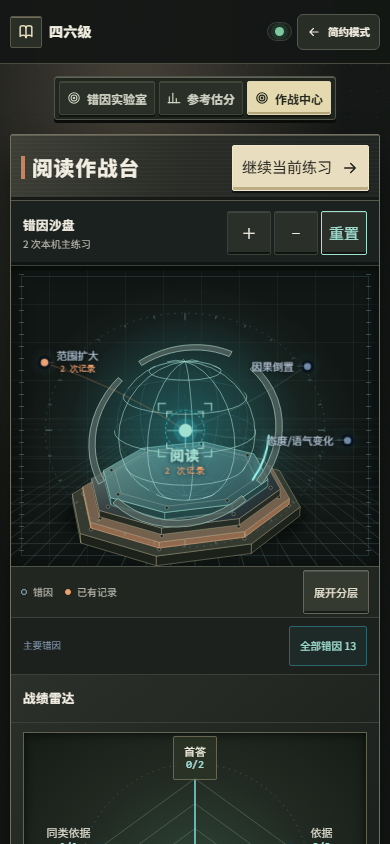 四六级
简约模式
错因实验室
参考估分
作战中心
阅读作战台
继续当前练习
错因沙盘
2 次本机主练习
+
-
重置
范围扩大
2 次记录
因果倒置
态度/语气变化
阅读
2 次记录
错因
已有记录
展开分层
主要错因
全部错因 13
战绩雷达
首答
0/2
同类依据
依据